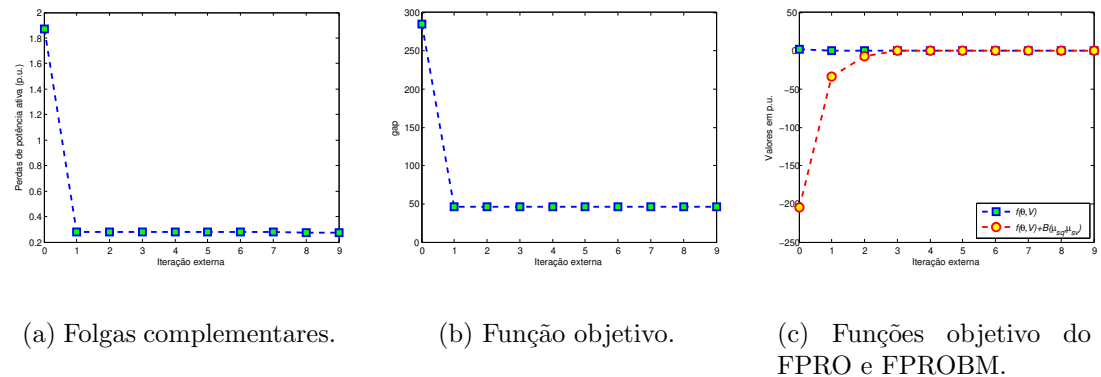 2
1.8
1.6
1.4
1.2
1
0.8
0.6
0.4
0.2
Perdas de potência ativa (p.u.)
0 1 2 3 4 5 6 7 8 9
Iteração externa
300
250
200
150
100
50
0
gap
0 1 2 3 4 5 6 7 8 9
Iteração externa
50
0
−50
−100
−150
−200
−250
Valores em p.u.
0 1 2 3 4 5 6 7 8 9
Iteração externa
f(θ,V)
f(θ,V)+B(μsq,μsv)
(a) Folgas complementares.
(b) Função objetivo.
(c) Funções objetivo do
FPRO e FPROBM.